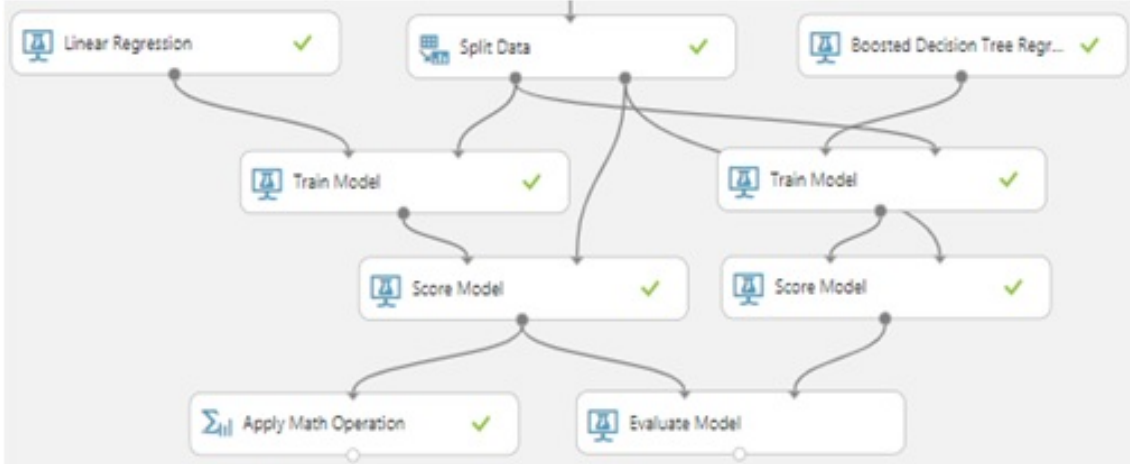 Linear Regression
Split Data
Boosted Decision Tree Regr...
Train Model
Train Model
Score Model
Score Model
Apply Math Operation
Evaluate Model